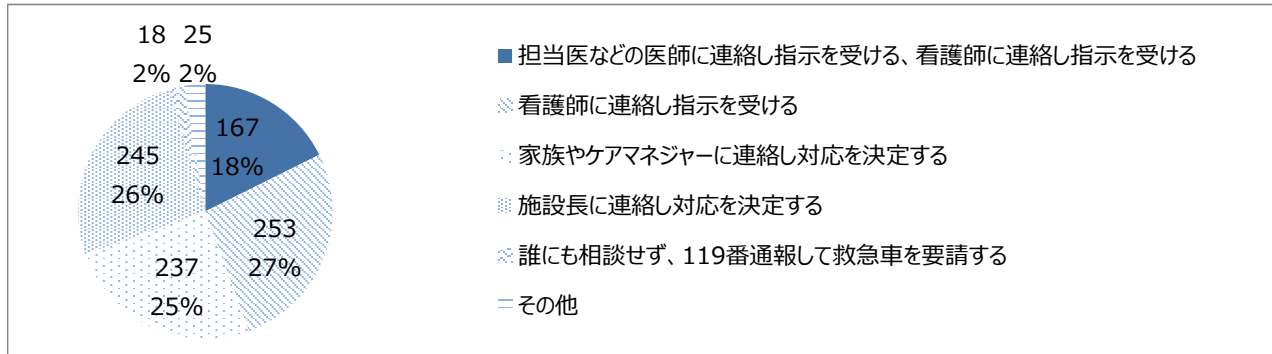 18 25
2% 2%
167
18%
245
26%
253
27%
237
25%
担当医などの医師に連絡し指示を受ける、看護師に連絡し指示を受ける
看護師に連絡し指示を受ける
家族やケアマネジャーに連絡し対応を決定する
施設長に連絡し対応を決定する
誰にも相談せず、119番通報して救急車を要請する
その他